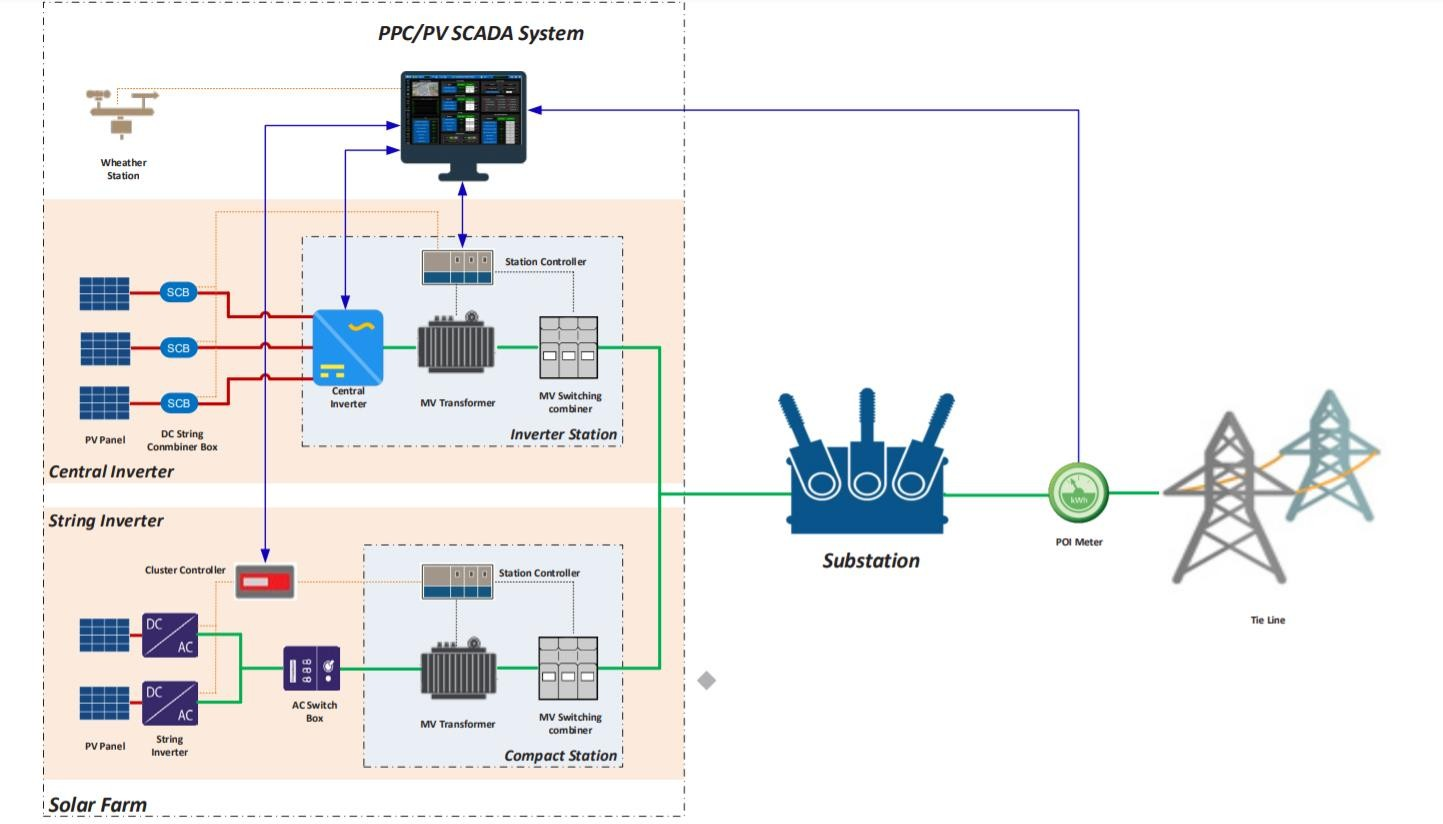 PPC/PV SCADA System
Wheather
Station
Station Controller
SCB
SCB
SCB
Central
Inverter
MV Transformer
MV Switching
combiner
PV Panel
DC String
Conmbiner Box
Inverter Station
Central Inverter
String Inverter
Cluster Controller
Station Controller
DC
AC
DC
AC
AC Switch
Box
MV Transformer
MV Switching
combiner
PV Panel
String
Inverter
Compact Station
Solar Farm
Substation
kWh
POI Meter
Tie Line